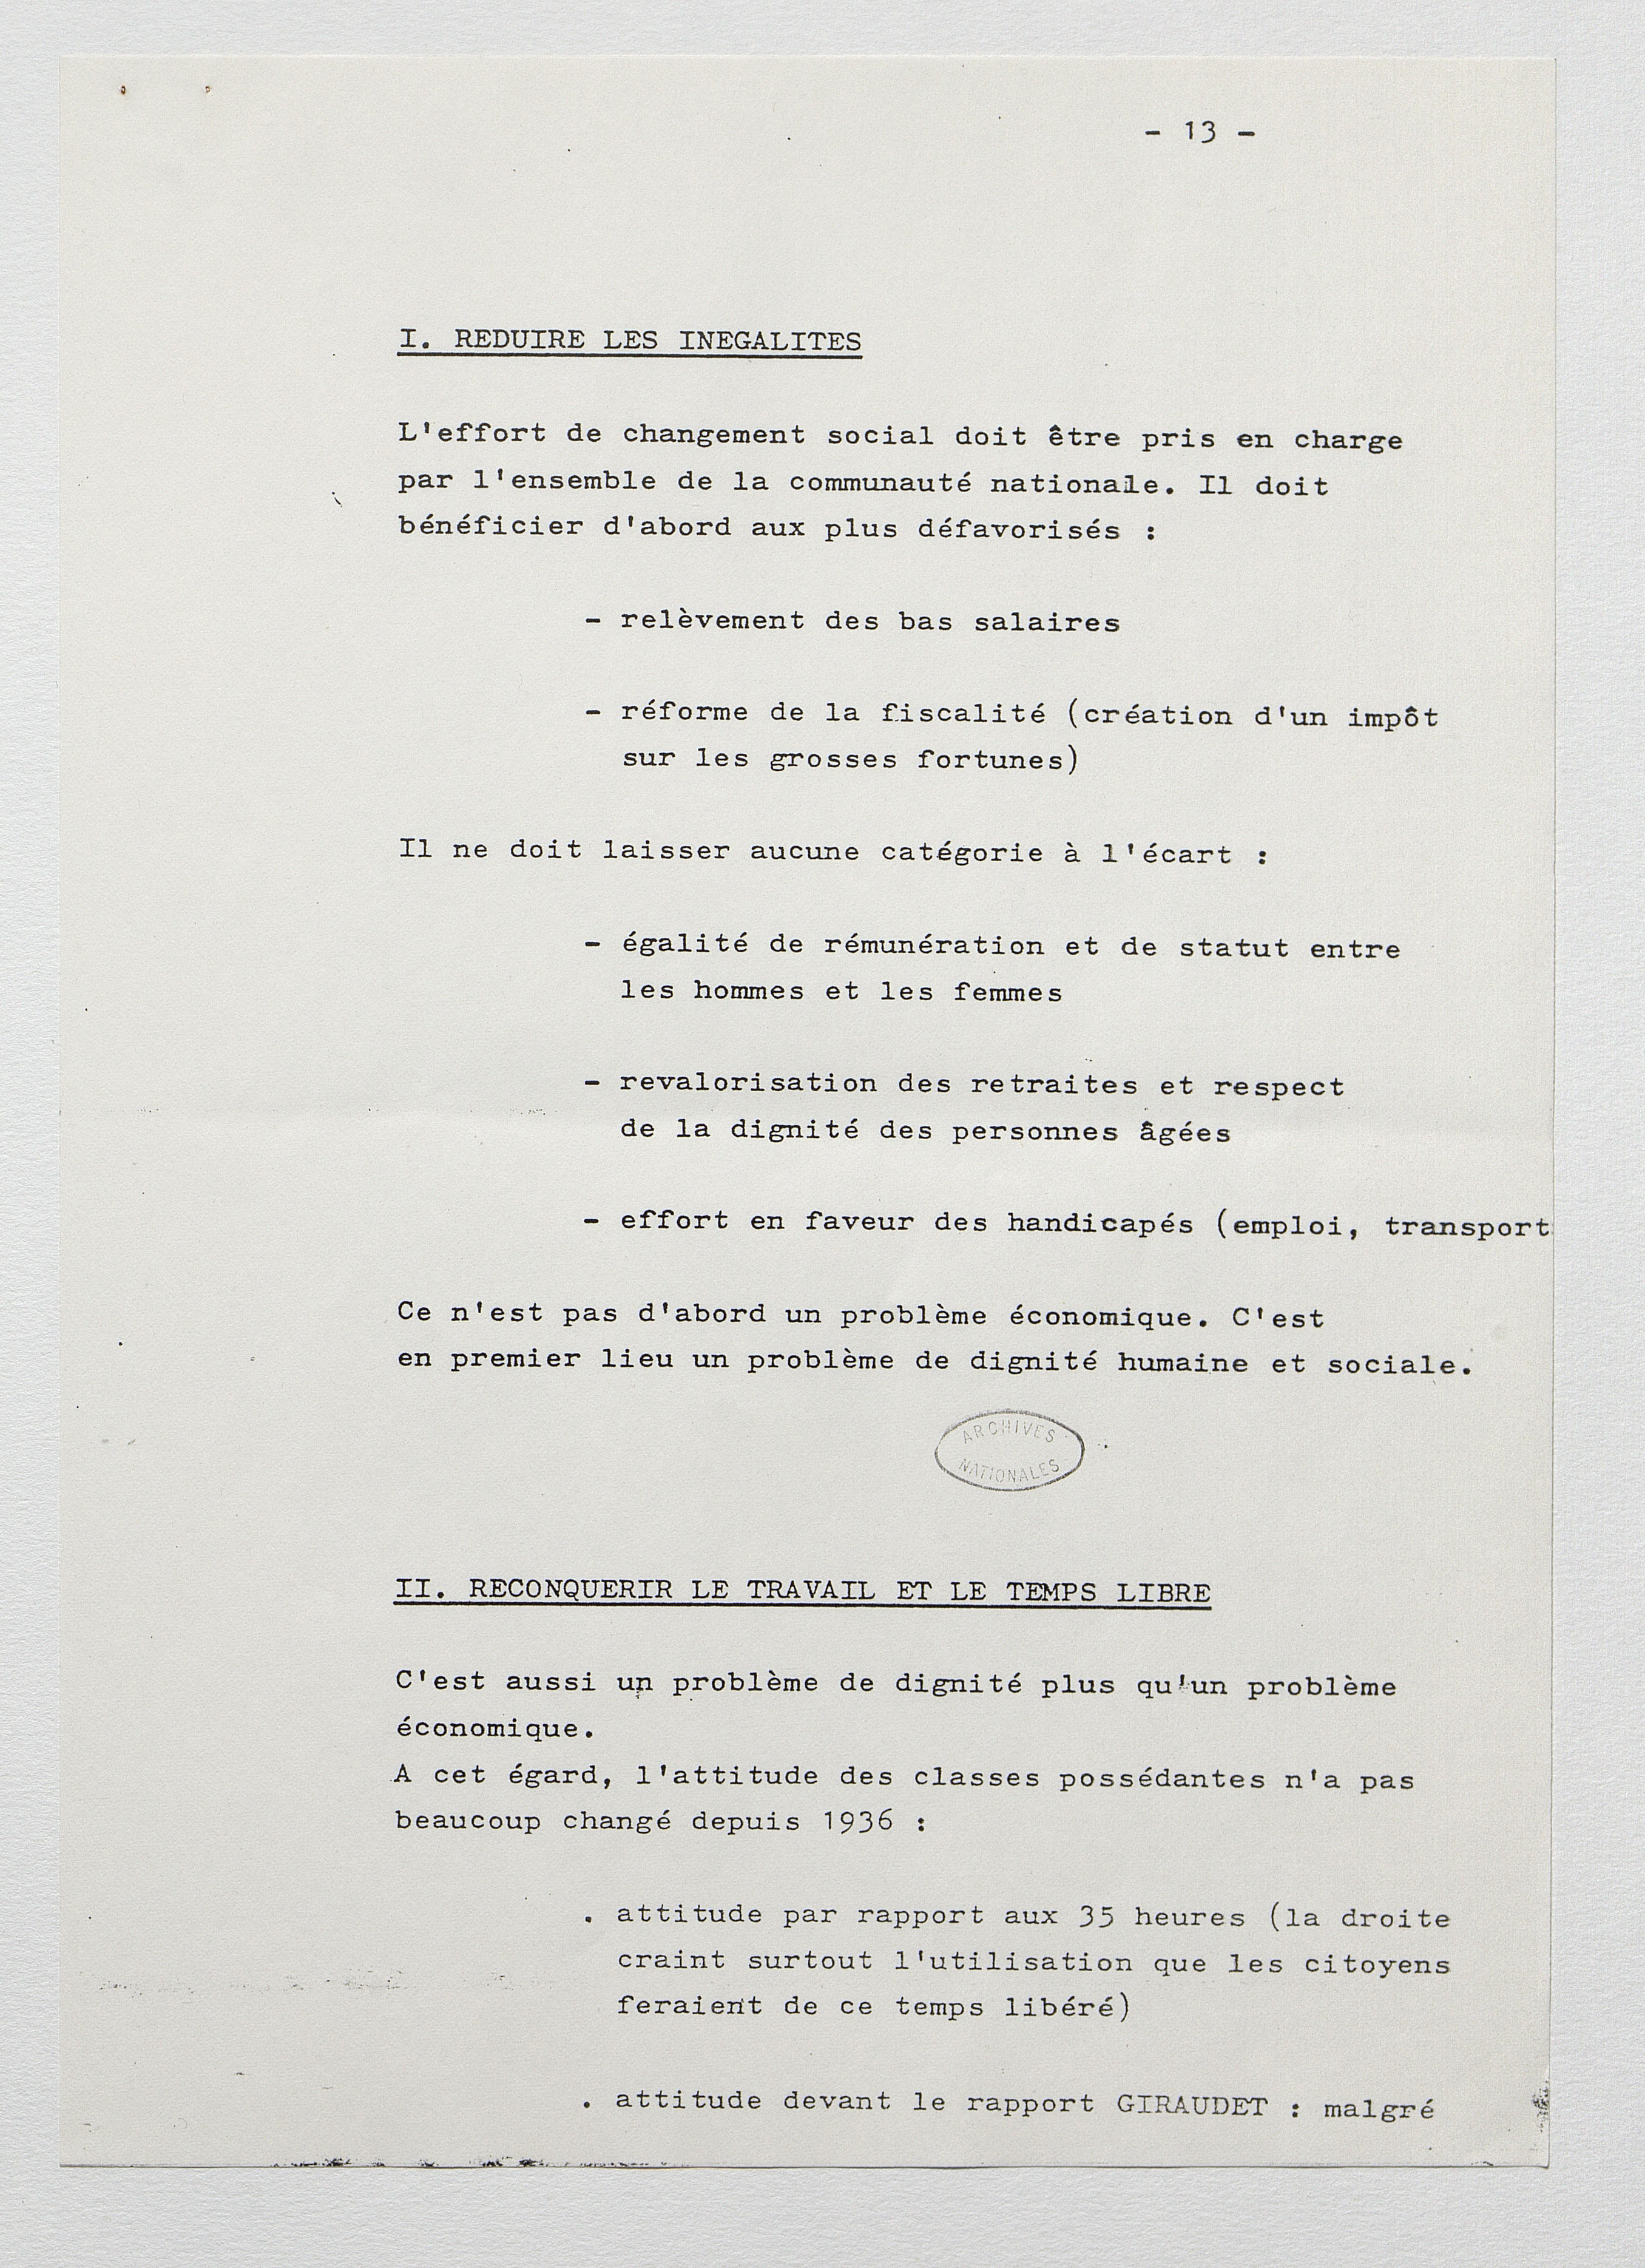 - 13 -
I. REDUIRE LES INEGALITES
L'effort de changement social doit être pris en charge
par l'ensemble de la communauté nationale. Il doit
bénéficier d'abord aux plus défavorisés :
- relèvement des bas salaires
- réforme de la fiscalité (création d'un impôt
sur les grosses fortunes)
Il ne doit laisser aucune catégorie à l'écart :
- égalité de rémunération et de statut entre
les hommes et les femmes
- revalorisation des retraites et respect
de la dignité des personnes âgées
- effort en faveur des handicapés (emploi, transport
Ce n'est pas d'abord un problème économique. C'est
en premier lieu un problème de dignité humaine et sociale.
ARCHIVES
NATIONALES
II. RECONQUERIR LE TRAVAIL ET LE TEMPS LIBRE
C'est aussi un problème de dignité plus qu'un problème
économique.
A cet égard, l'attitude des classes possédantes n'a pas
beaucoup changé depuis 1936 :
. attitude par rapport aux 35 heures (la droite
craint surtout l'utilisation que les citoyens
feraient de ce temps libéré)
. attitude devant le rapport GIRAUDET : malgré